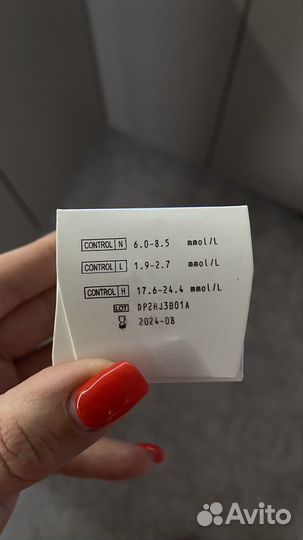 CONTROL N 6.0-8.5 mmol/L
CONTROL L 1.9-2.7 mmol/L
CONTROL H 17.6-24.4 mmol/L
LOT DP2HJ3B01A
2024-08
Avito